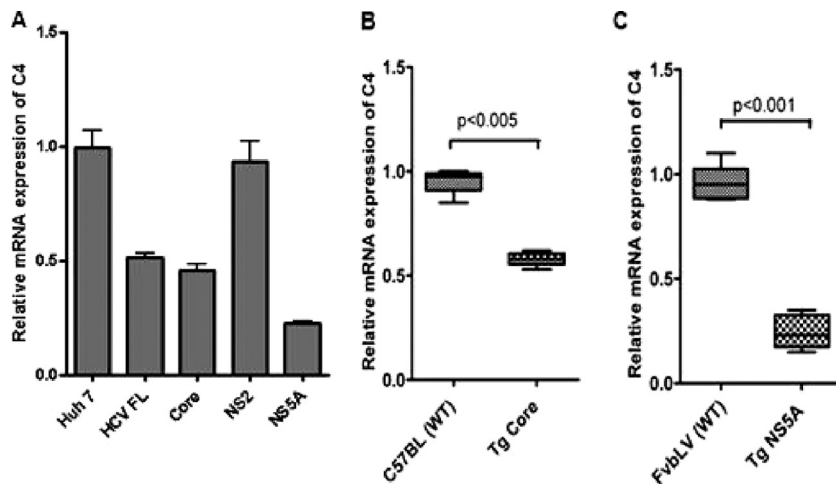 A
Relative mRNA expression of C4
1.5
1.0
0.5
0.0
Huh 7
HCV FL
Core
NS2
NS5A
B
Relative mRNA expression of C4
1.5
1.0
0.5
0.0
p<0.005
C57BL (WT)
Tg Core
C
Relative mRNA expression of C4
1.5
1.0
0.5
0.0
p<0.001
FvbLV (WT)
Tg NS5A